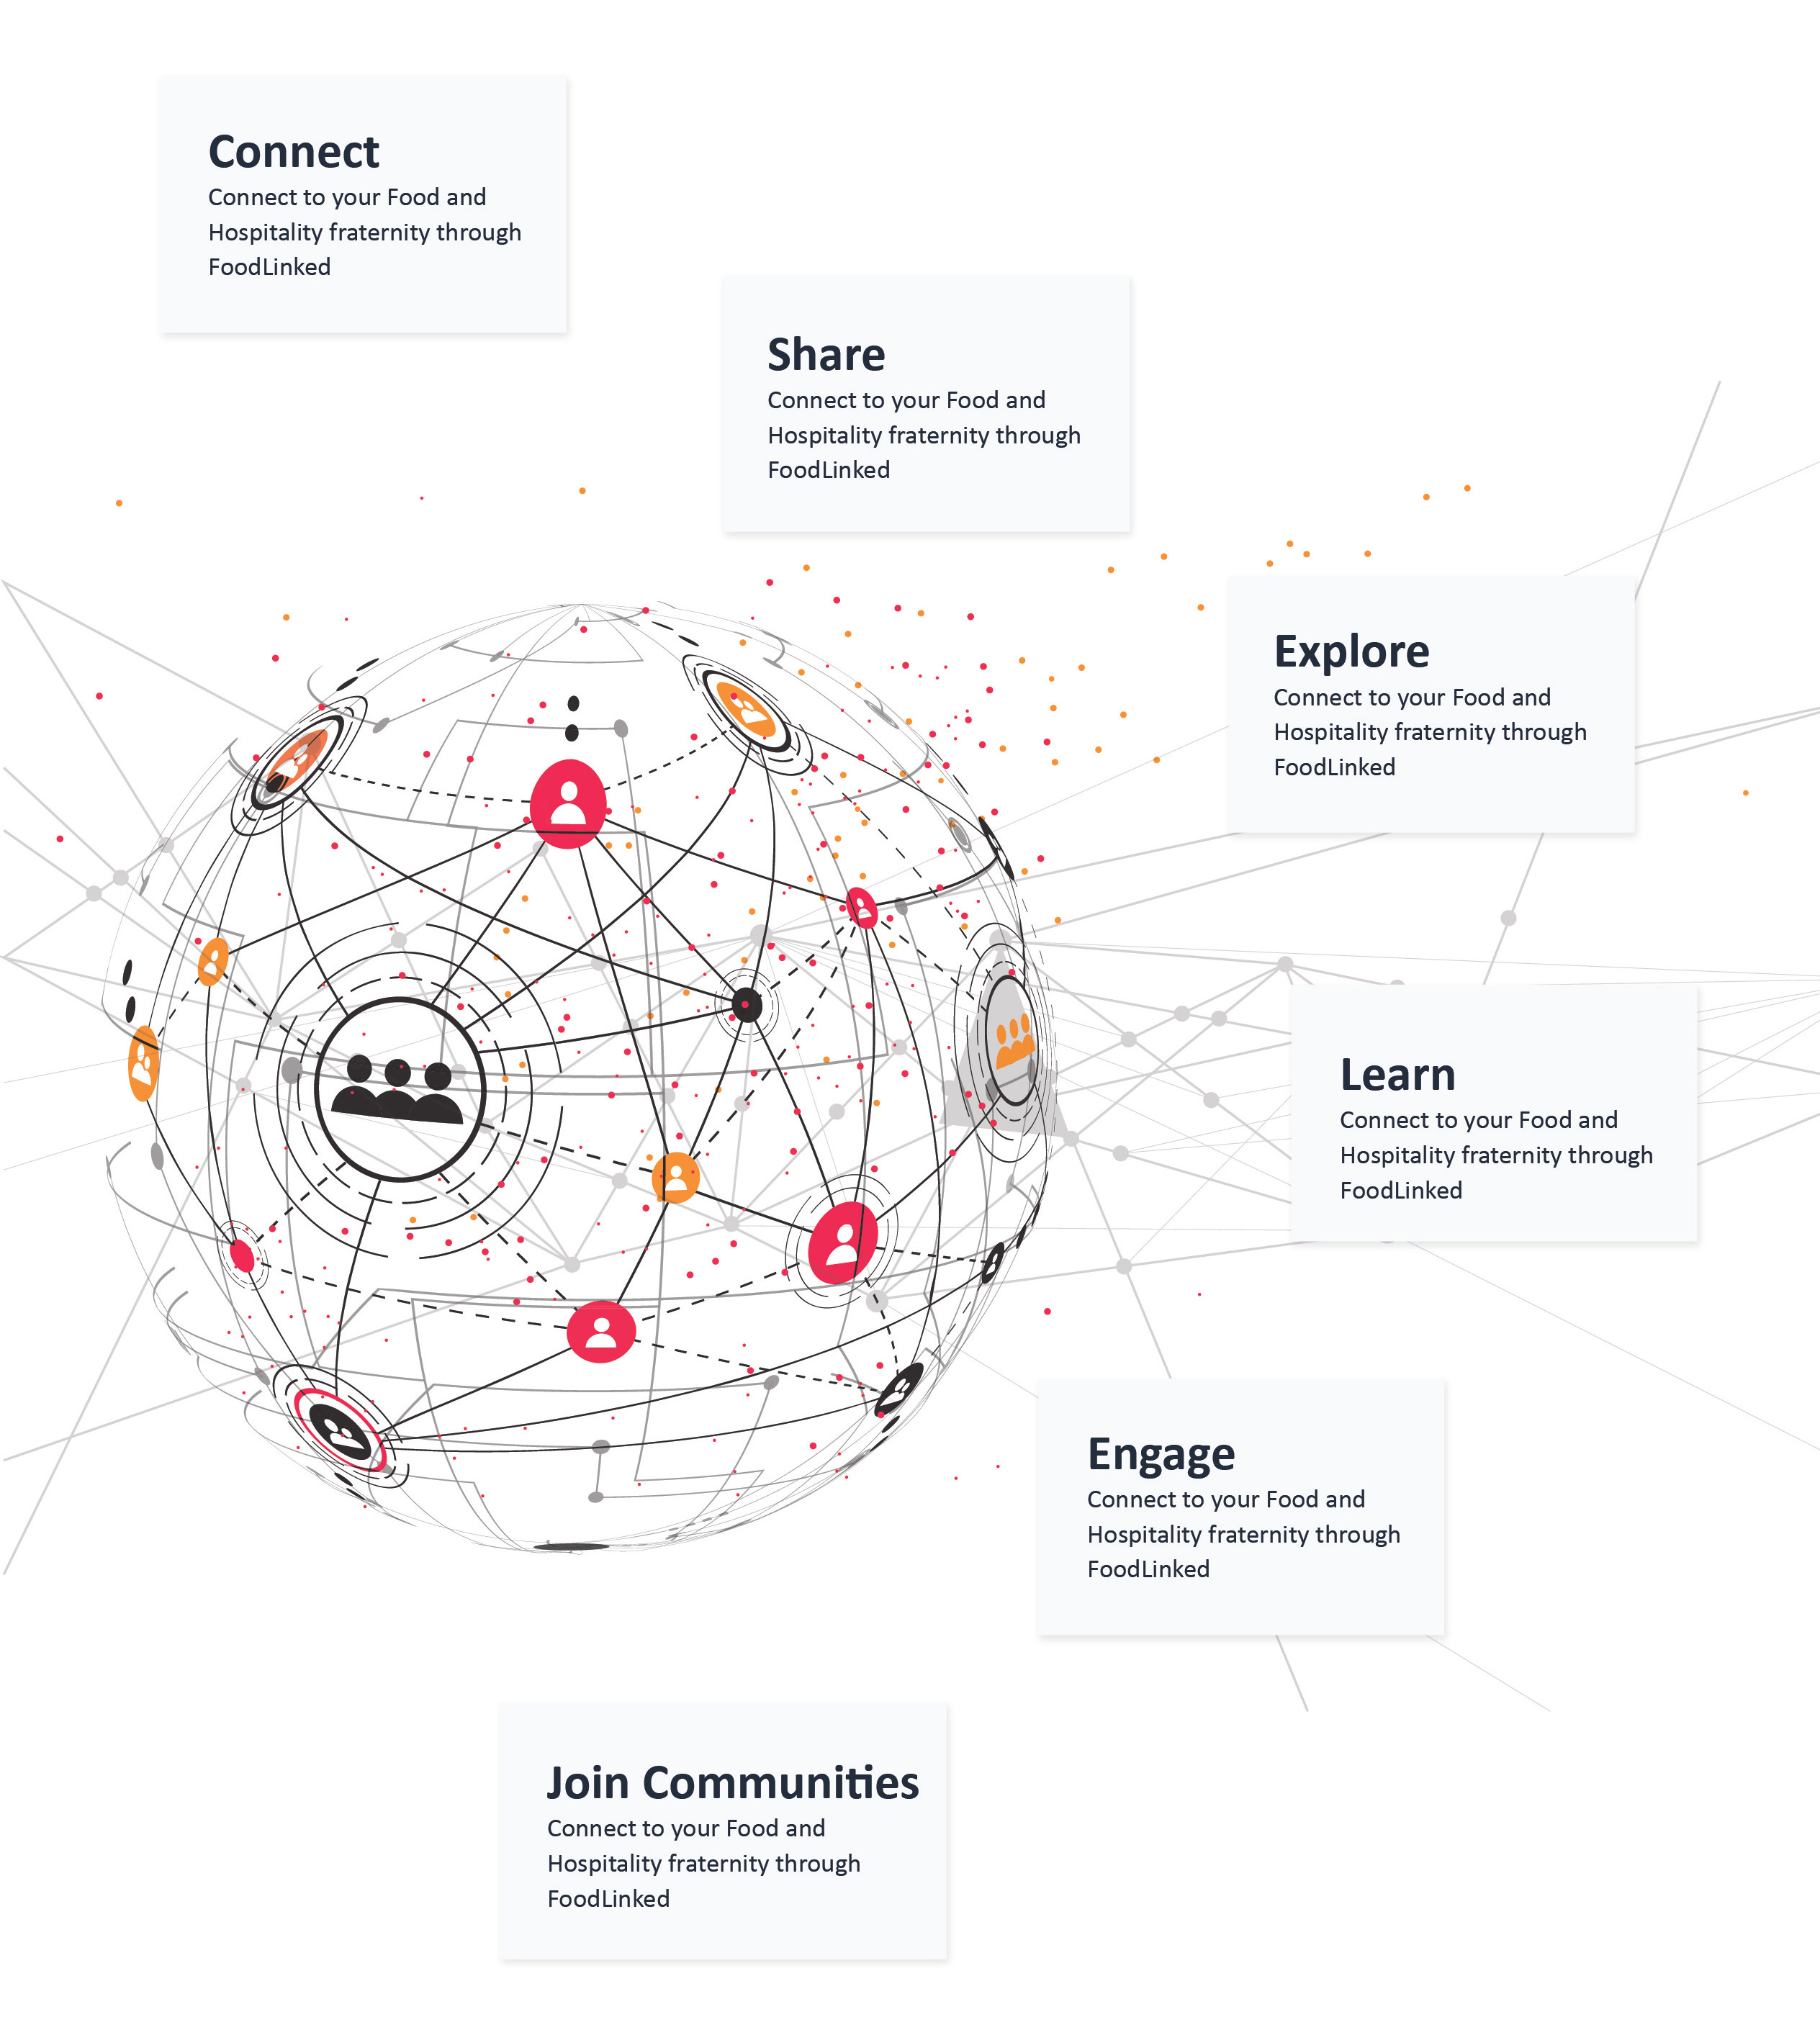 Connect
Connect to your Food and
Hospitality fraternity through
FoodLinked
Share
Connect to your Food and
Hospitality fraternity through
FoodLinked
Explore
Connect to your Food and
Hospitality fraternity through
FoodLinked
Learn
Connect to your Food and
Hospitality fraternity through
FoodLinked
Engage
Connect to your Food and
Hospitality fraternity through
FoodLinked
Join Communities
Connect to your Food and
Hospitality fraternity through
FoodLinked